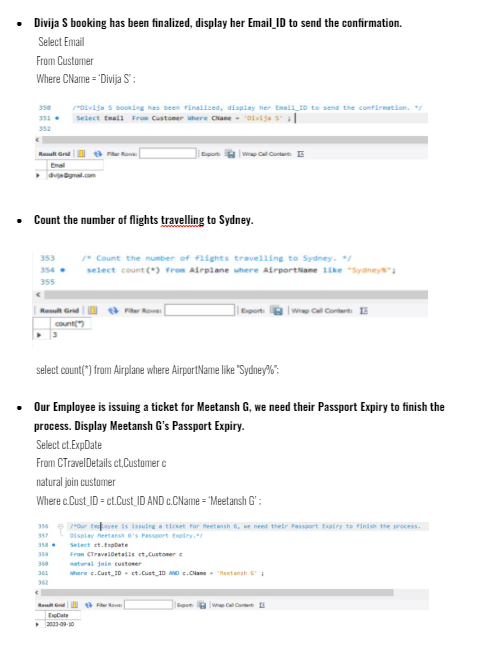 Divija S booking has been finalized, display her Email_ID to send the confirmation.
Select Email
From Customer
Where CName = 'Divija S' ;
350 /*Divija S booking has been finalized, display her Email_ID to send the confirmation. */
351 Select Email From Customer Where CName = 'Divija S' ;
352
Result Grid Filter Rows: Export: Wrap Cell Content:
Email
divija@gmail.com
Count the number of flights travelling to Sydney.
353 /* Count the number of flights travelling to Sydney. */
354 select count(*) from Airplane where AirportName like "Sydney%";
355
Result Grid Filter Rows: Export: Wrap Cell Content:
count(*)
3
select count(*) from Airplane where AirportName like "Sydney%";
Our Employee is issuing a ticket for Meetansh G, we need their Passport Expiry to finish the
process. Display Meetansh G's Passport Expiry.
Select ct.ExpDate
From CTravelDetails ct,Customer c
natural join customer
Where c.Cust_ID = ct.Cust_ID AND c.CName = 'Meetansh G' ;
356 /*Our Employee is issuing a ticket for Meetansh G, we need their Passport Expiry to finish the process.
357 Display Meetansh G's Passport Expiry.*/
358 Select ct.ExpDate
359 From CTravelDetails ct,Customer c
360 natural join customer
361 Where c.Cust_ID = ct.Cust_ID AND c.CName = 'Meetansh G' ;
362
Result Grid Filter Rows: Export: Wrap Cell Content:
ExpDate
2023-09-10